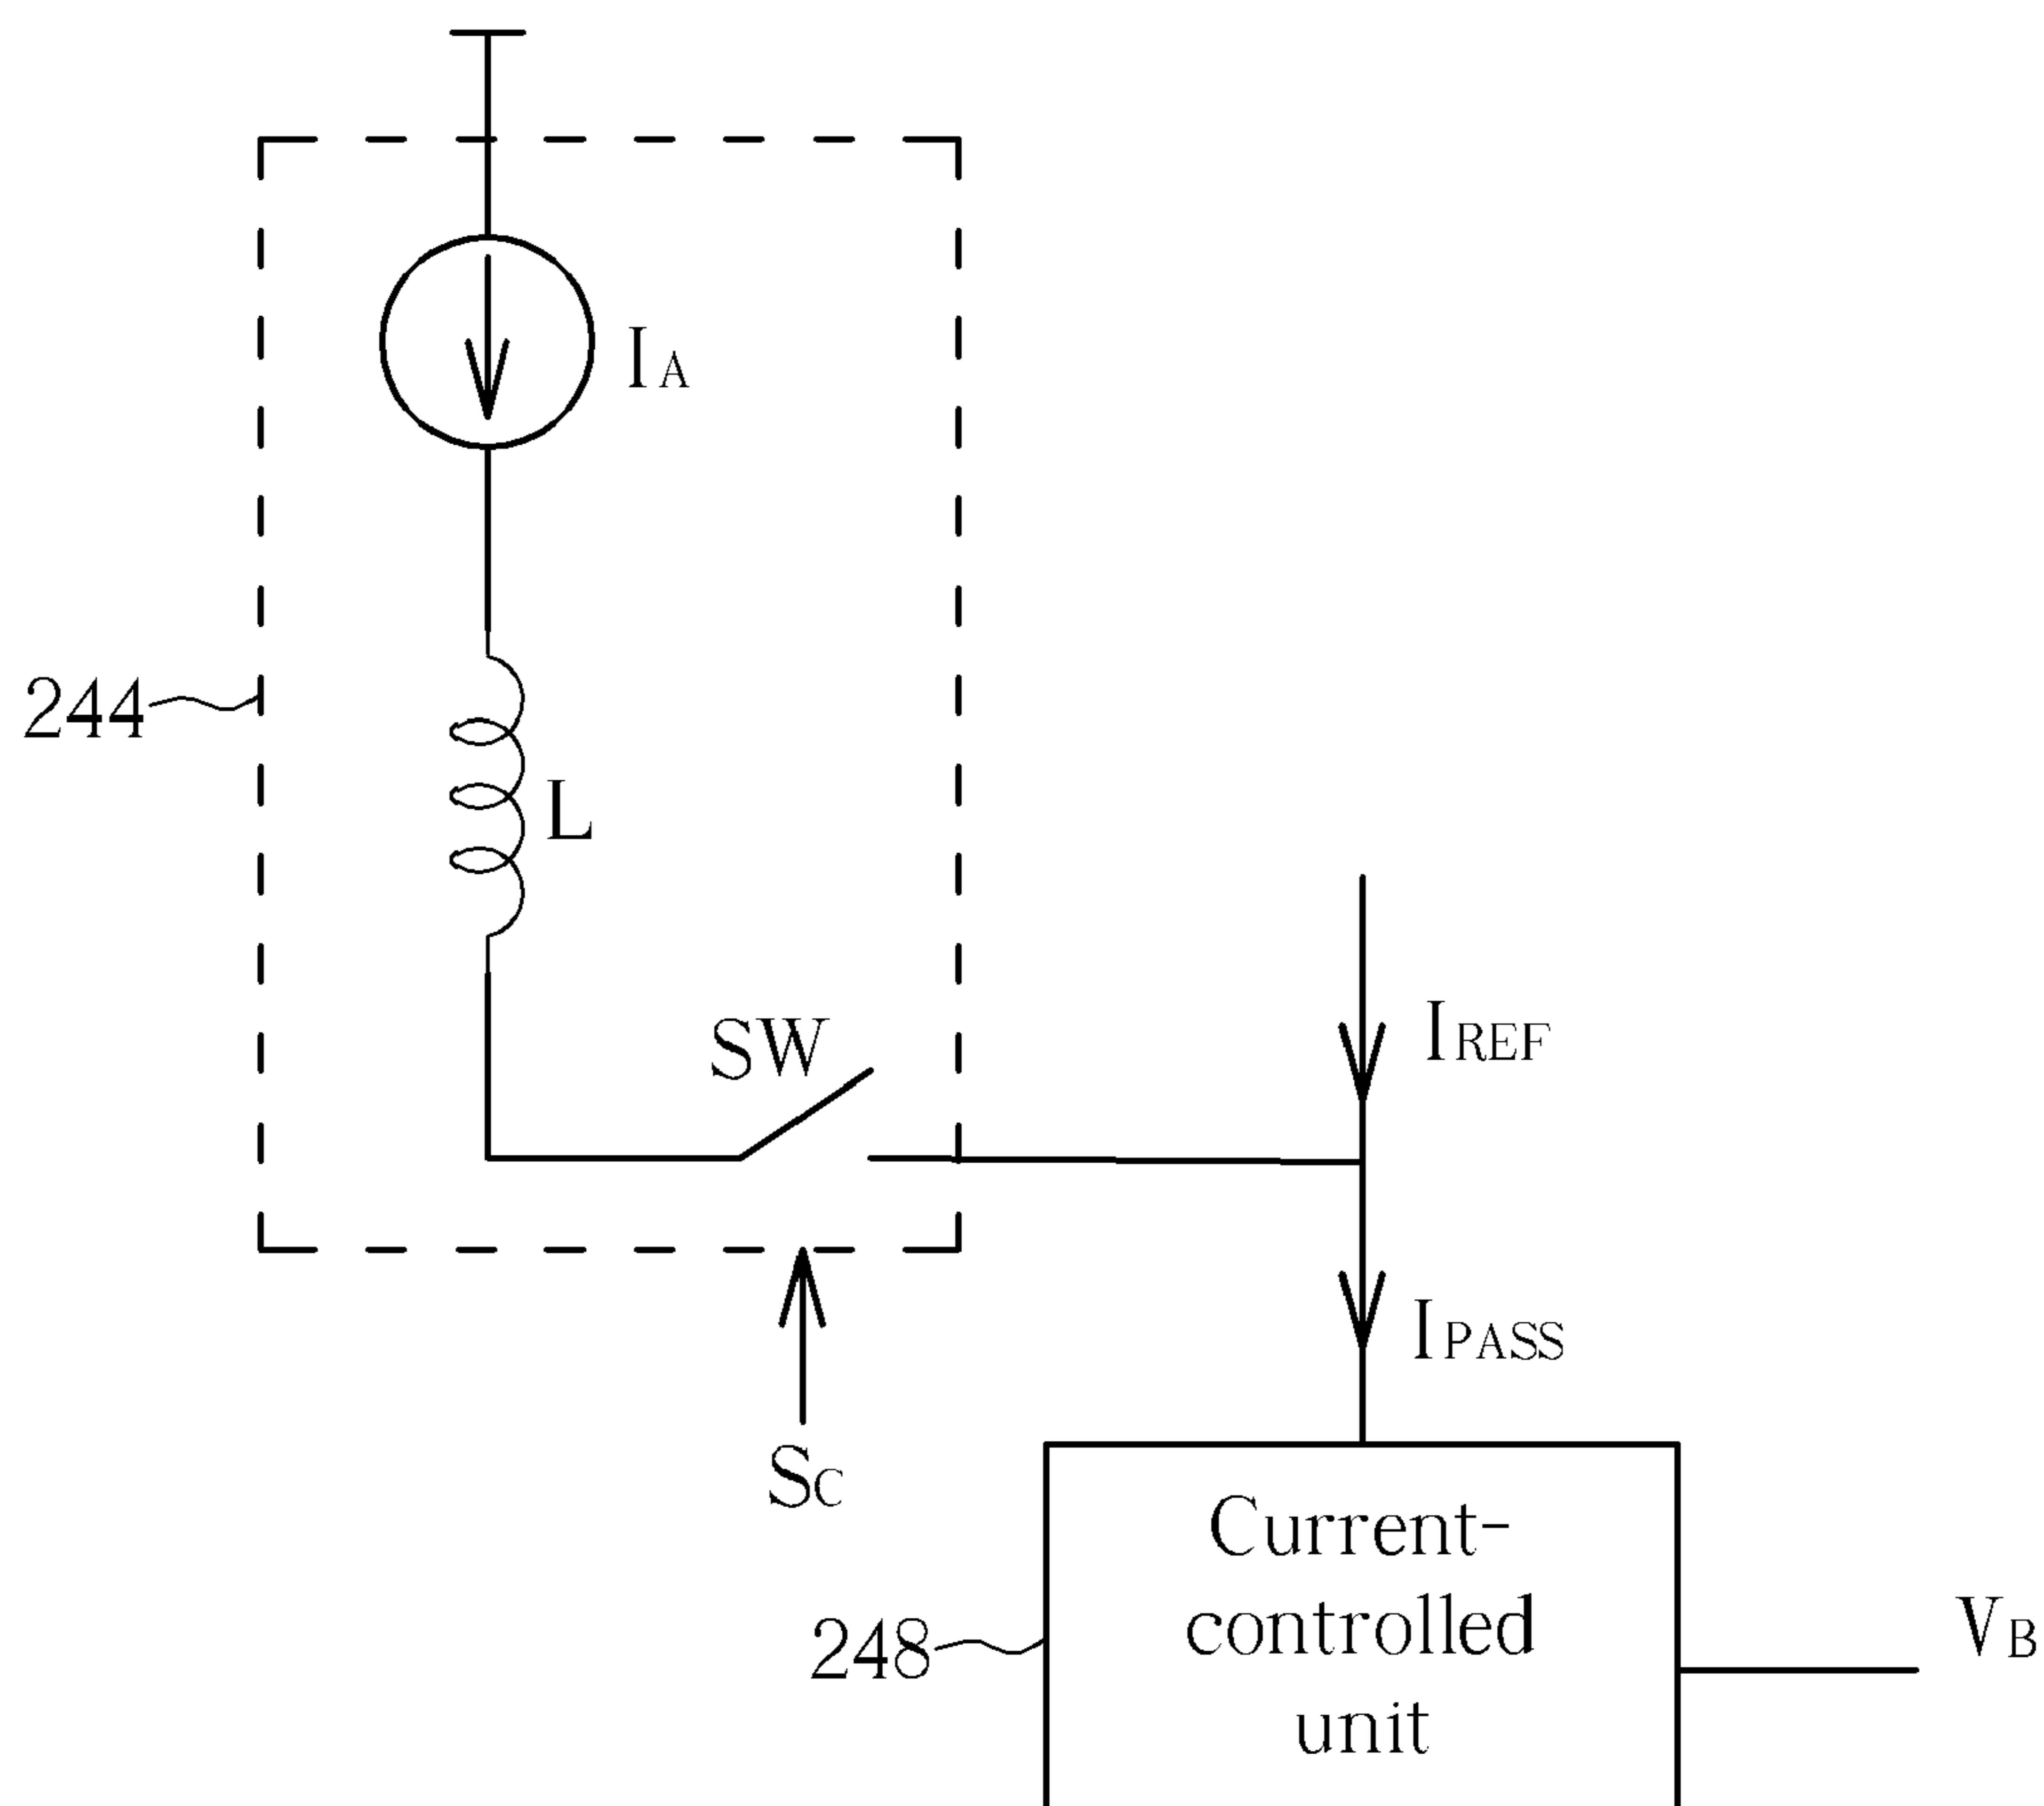 IA
244
L
SW
IREF
IPASS
SC
Current-
controlled
unit
248
VB